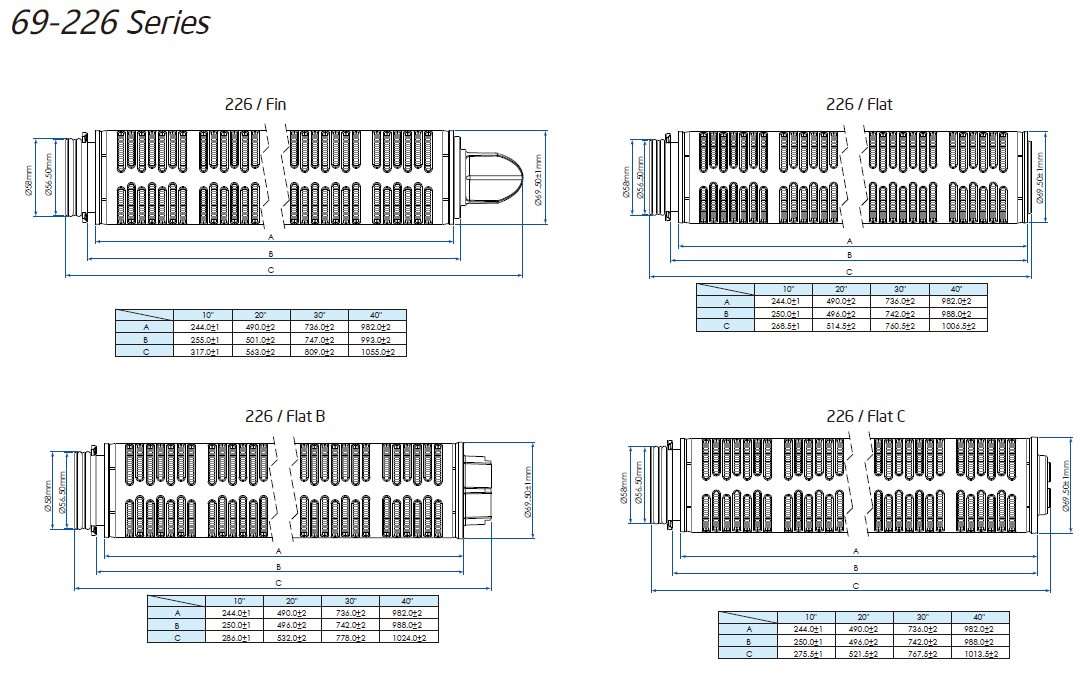 69-226 Series
226 / Fin
Ø58mm
Ø56.50mm
Ø69.50±1mm
A
B
C
10" 20" 30" 40"
A 244.0±1 490.0±2 736.0±2 982.0±2
B 255.0±1 501.0±2 747.0±2 993.0±2
C 317.0±1 563.0±2 809.0±2 1055.0±2
226 / Flat
Ø58mm
Ø56.50mm
Ø69.50±1mm
A
B
C
10" 20" 30" 40"
A 244.0±1 490.0±2 736.0±2 982.0±2
B 250.0±1 496.0±2 742.0±2 988.0±2
C 268.5±1 514.5±2 760.5±2 1006.5±2
226 / Flat B
Ø58mm
Ø56.50mm
Ø69.50±1mm
A
B
C
10" 20" 30" 40"
A 244.0±1 490.0±2 736.0±2 982.0±2
B 250.0±1 496.0±2 742.0±2 988.0±2
C 286.0±1 532.0±2 778.0±2 1024.0±2
226 / Flat C
Ø58mm
Ø56.50mm
Ø69.50±1mm
A
B
C
10" 20" 30" 40"
A 244.0±1 490.0±2 736.0±2 982.0±2
B 250.0±1 496.0±2 742.0±2 988.0±2
C 275.5±1 521.5±2 767.5±2 1013.5±2